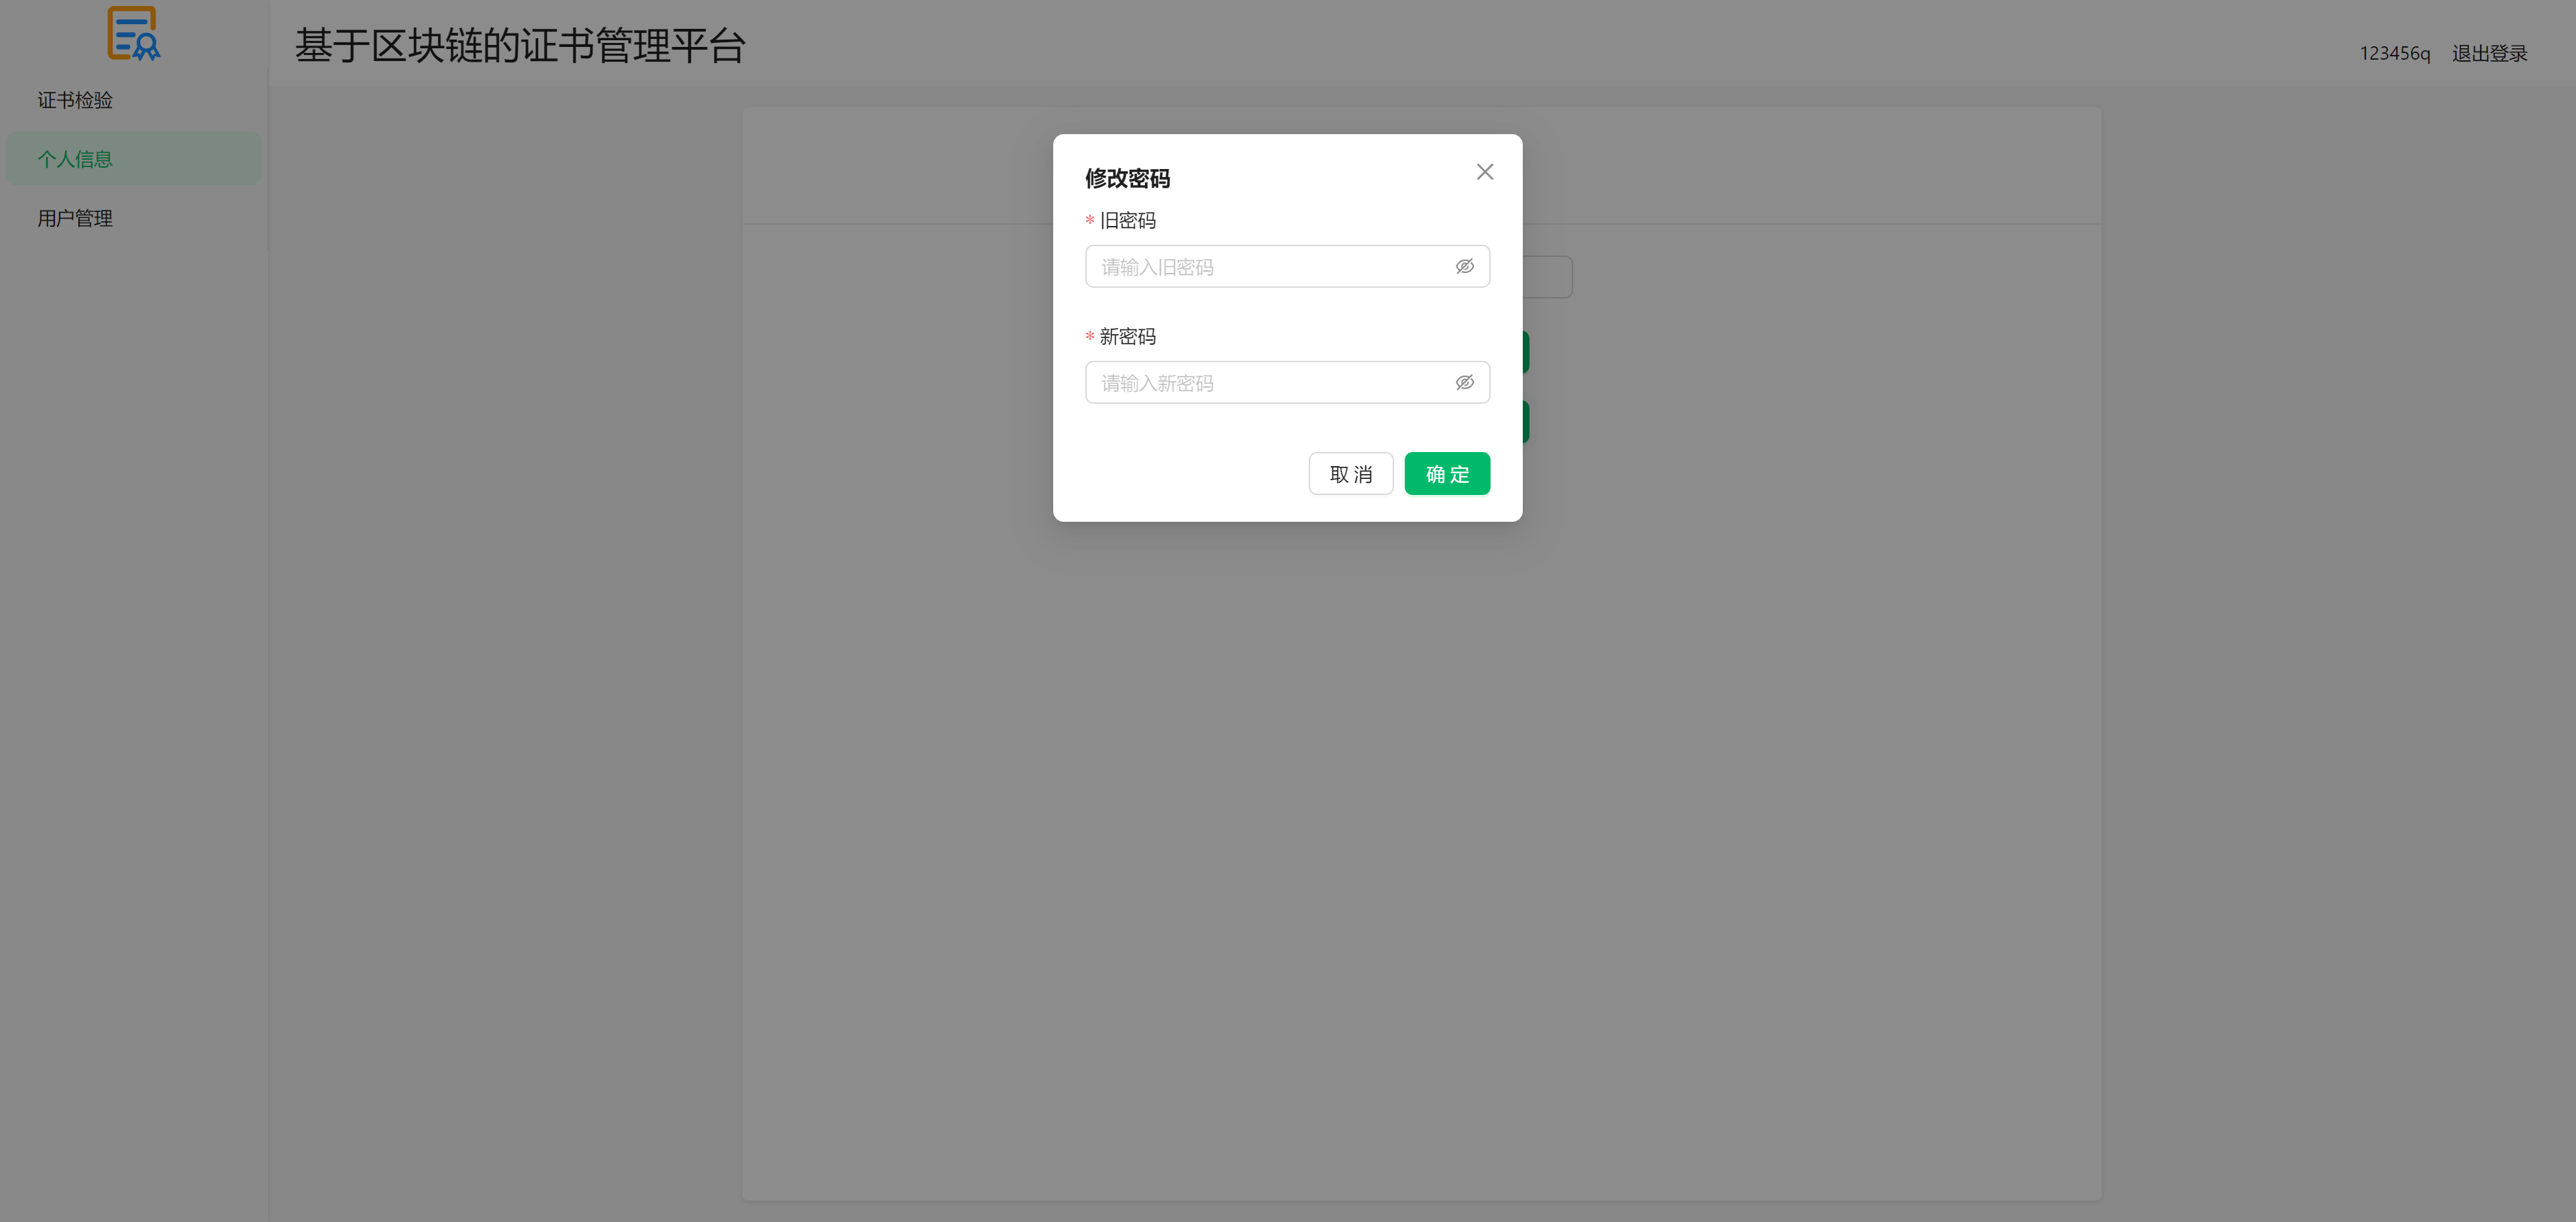 基于区块链的证书管理平台
123456q 退出登录
证书检验
个人信息
用户管理
修改密码
* 旧密码
请输入旧密码
* 新密码
请输入新密码
取 消 确 定